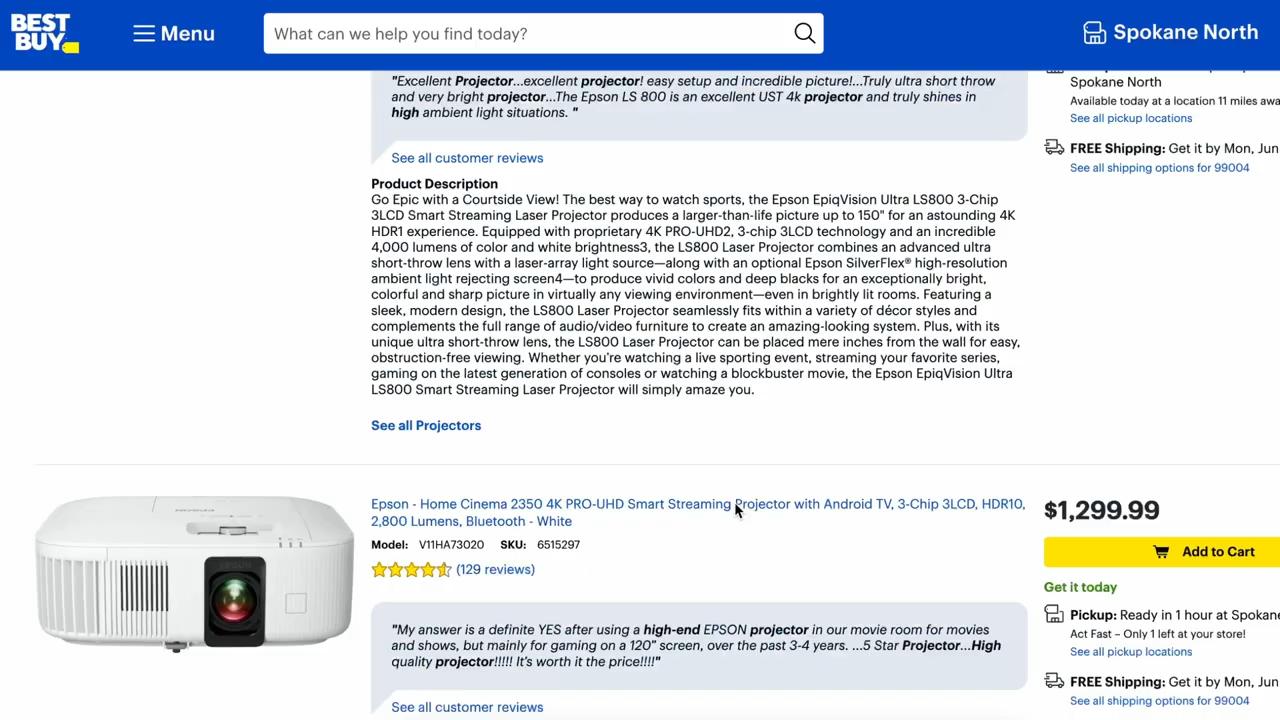 BEST
BUY
Menu
What can we help you find today?
Spokane North
"Excellent Projector...excellent projector! easy setup and incredible picture!...Truly ultra short throw
and very bright projector...The Epson LS 800 is an excellent UST 4k projector and truly shines in
high ambient light situations. "
See all customer reviews
Spokane North
Available today at a location 11 miles
See all pickup locations
FREE Shipping: Get it by Mon, Jun
See all shipping options for 99004
Product Description
Go Epic with a Courtside View! The best way to watch sports, the Epson EpiqVision Ultra LS800 3-Chip
3LCD Smart Streaming Laser Projector produces a larger-than-life picture up to 150" for an astounding 4K
HDR1 experience. Equipped with proprietary 4K PRO-UHD2, 3-chip 3LCD technology and an incredible
4,000 lumens of color and white brightness3, the LS800 Laser Projector combines an advanced ultra
short-throw lens with a laser-array light source—along with an optional Epson SilverFlex® high-resolution
ambient light rejecting screen4—to produce vivid colors and deep blacks for an exceptionally bright,
colorful and sharp picture in virtually any viewing environment—even in brightly lit rooms. Featuring a
sleek, modern design, the LS800 Laser Projector seamlessly fits within a variety of décor styles and
complements the full range of audio/video furniture to create an amazing-looking system. Plus, with its
unique ultra short-throw lens, the LS800 Laser Projector can be placed mere inches from the wall for easy,
obstruction-free viewing. Whether you're watching a live sporting event, streaming your favorite series,
gaming on the latest generation of consoles or watching a blockbuster movie, the Epson EpiqVision Ultra
LS800 Smart Streaming Laser Projector will simply amaze you.
See all Projectors
EPSON
Epson - Home Cinema 2350 4K PRO-UHD Smart Streaming Projector with Android TV, 3-Chip 3LCD, HDR10,
2,800 Lumens, Bluetooth - White
Model: V11HA73020 SKU: 6515297
(129 reviews)
"My answer is a definite YES after using a high-end EPSON projector in our movie room for movies
and shows, but mainly for gaming on a 120" screen, over the past 3-4 years. ...5 Star Projector...High
quality projector!!!!! It's worth it the price!!!!"
See all customer reviews
$1,299.99
Add to Cart
Get it today
Pickup: Ready in 1 hour at Spokane
Act Fast – Only 1 left at your store!
See all pickup locations
FREE Shipping: Get it by Mon, Jun
See all shipping options for 99004